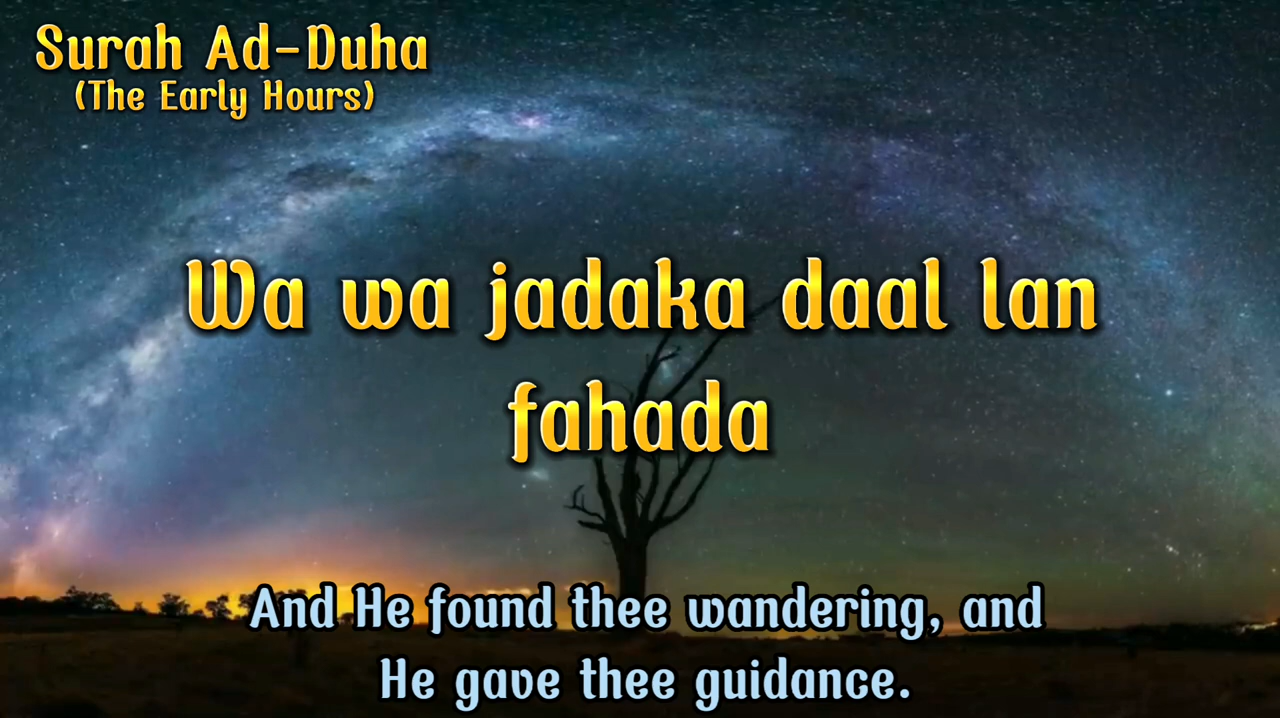 Surah Ad-Duha
(The Early Hours)
Wa wa jadaka daal lan
fahada
And He found thee wandering, and
He gave thee guidance.